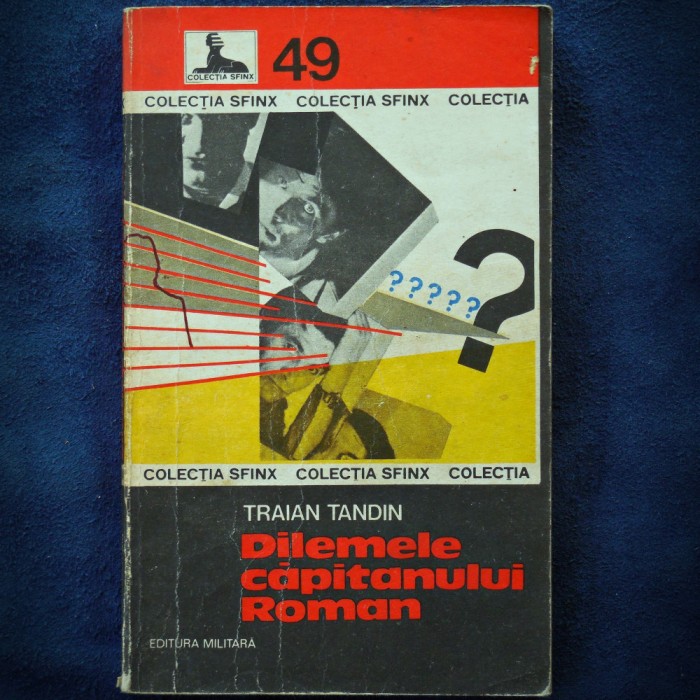 COLECȚIA SFINX
49
COLECȚIA SFINX COLECȚIA SFINX COLECȚIA
?
?????
COLECȚIA SFINX COLECȚIA SFINX COLECȚIA
TRAIAN TANDIN
Dilemele
căpitanului
Roman
EDITURA MILITARĂ